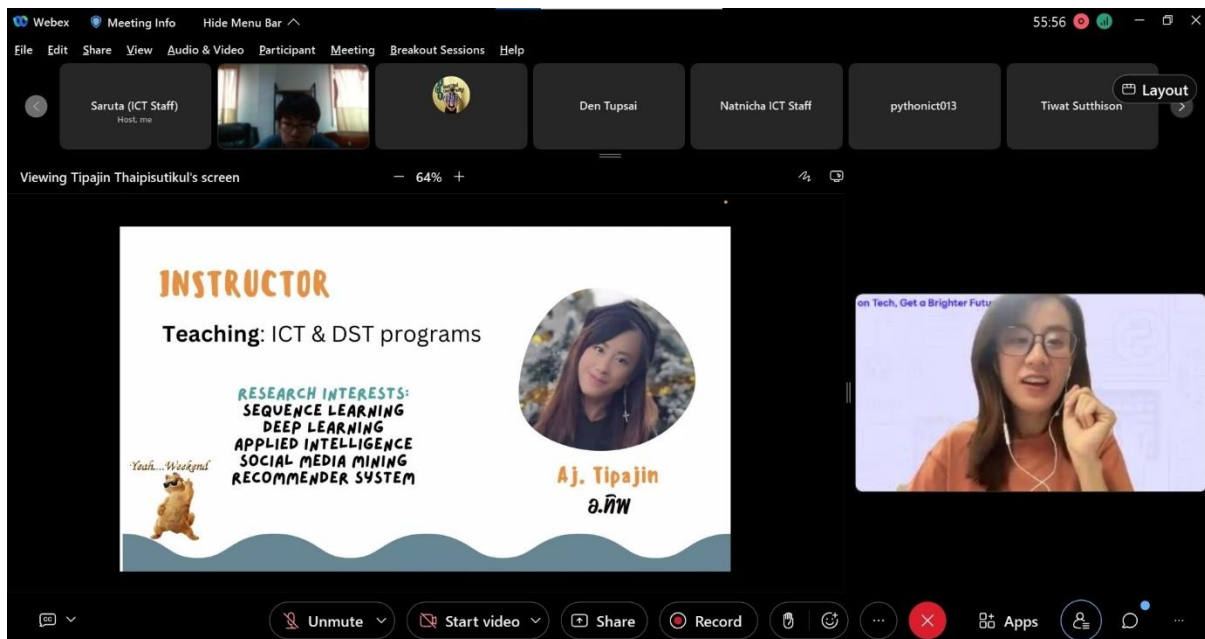 Webex Meeting Info Hide Menu Bar 55:56
File Edit Share View Audio & Video Participant Meeting Breakout Sessions Help
Saruta (ICT Staff)
Host, me
Den Tupsai
Natnicha ICT Staff
pythonict013
Tiwat Sutthison
Layout
Viewing Tipajin Thaipisutikul's screen
64%
INSTRUCTOR
Teaching: ICT & DST programs
RESEARCH INTERESTS:
SEQUENCE LEARNING
DEEP LEARNING
APPLIED INTELLIGENCE
SOCIAL MEDIA MINING
RECOMMENDER SYSTEM
Yeah...Weekend
Aj. Tipajin
อ.ทิพ
on Tech, Get a Brighter Futu
CC Unmute Start video Share Record Apps